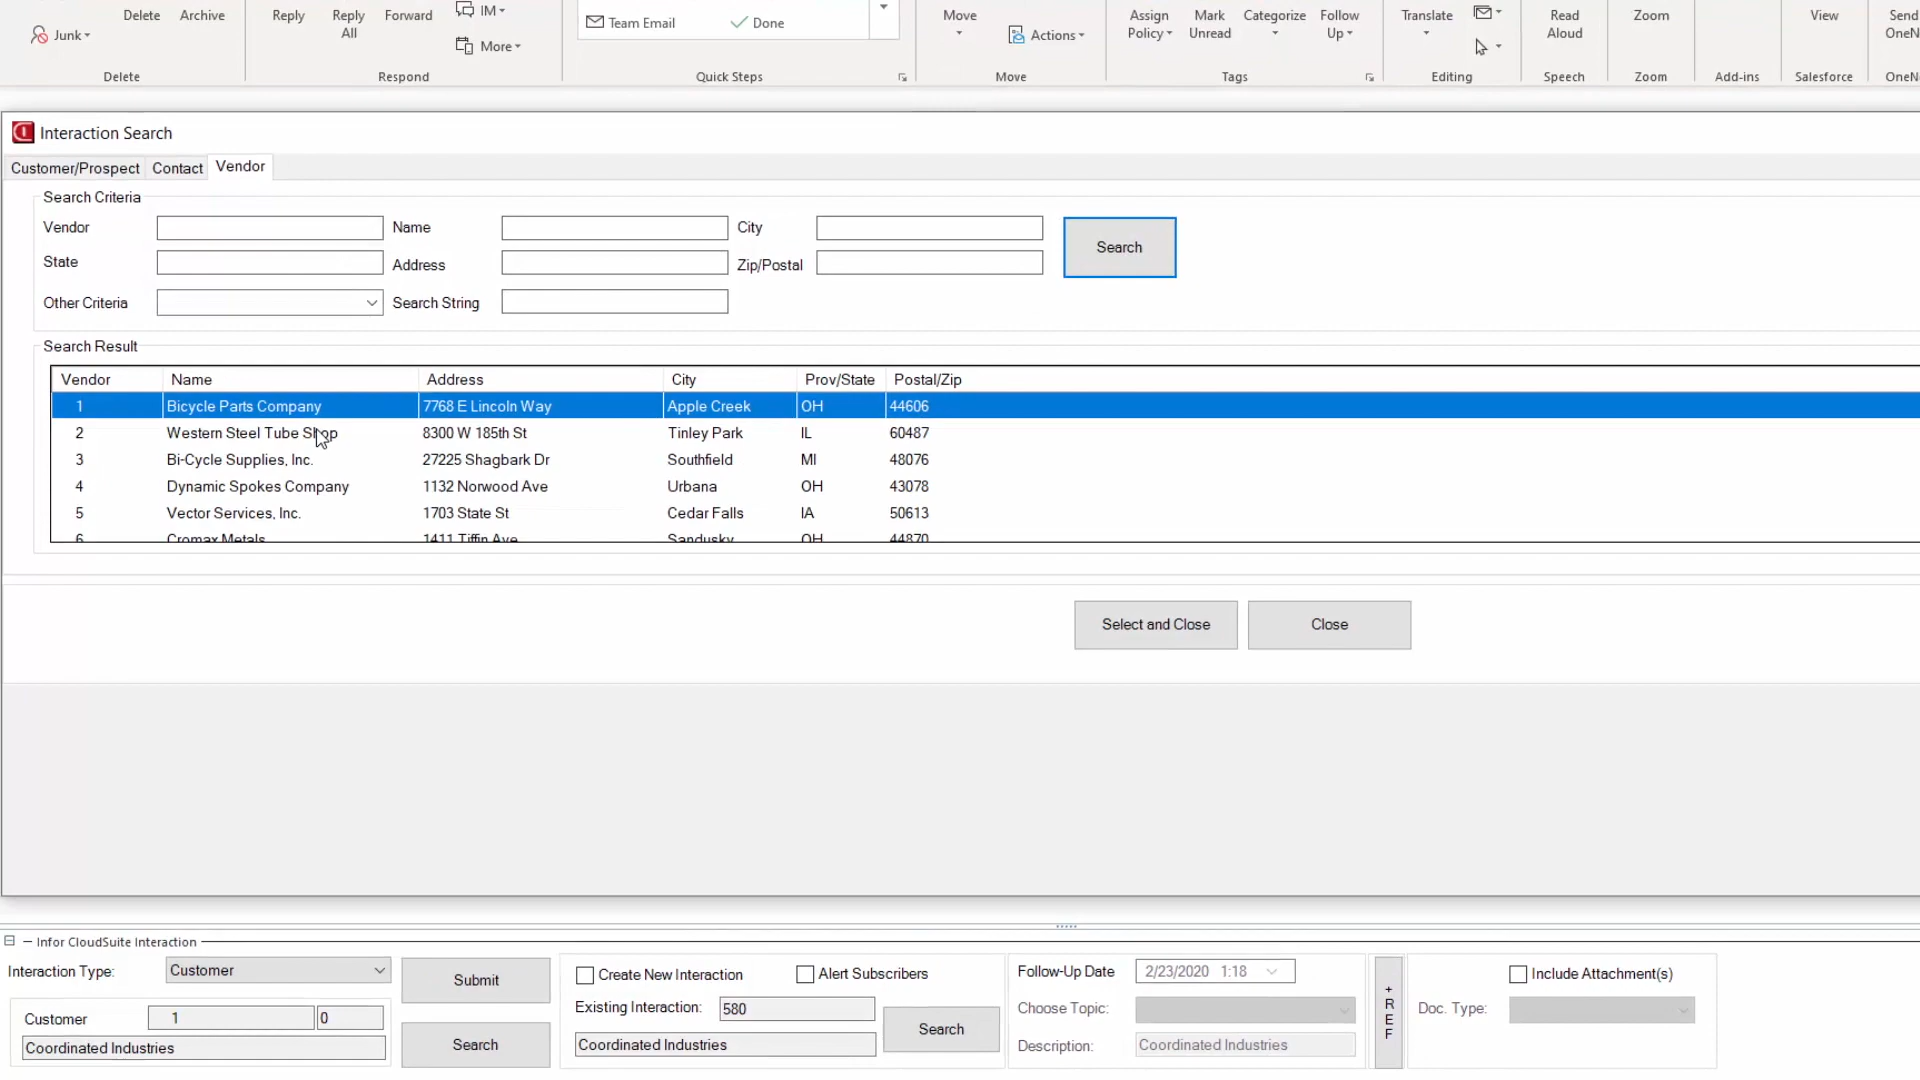 Delete Archive Reply Reply Forward IM Move Assign Mark Categorize Follow Translate Read Zoom View Send
Junk All More Team Email Done Actions Policy Unread Up Aloud
Delete Respond Quick Steps Move Tags Editing Speech Zoom Add-ins Salesforce
Interaction Search
Customer/Prospect Contact Vendor
Search Criteria
Vendor Name City Search
State Address Zip/Postal
Other Criteria Search String
Search Result
Vendor Name Address City Prov/State Postal/Zip
1 Bicycle Parts Company 7768 E Lincoln Way Apple Creek OH 44606
2 Western Steel Tube Shop 8300 W 185th St Tinley Park IL 60487
3 Bi-Cycle Supplies, Inc. 27225 Shagbark Dr Southfield MI 48076
4 Dynamic Spokes Company 1132 Norwood Ave Urbana OH 43078
5 Vector Services, Inc. 1703 State St Cedar Falls IA 50613
6 Cromax Metals 1411 Tiffin Ave Sandusky OH 44870
Select and Close Close
Infor CloudSuite Interaction
Interaction Type: Customer Submit Create New Interaction Alert Subscribers Follow-Up Date 2/23/2020 1:18 + REF Include Attachment(s)
Existing Interaction: 580 Choose Topic: Doc. Type:
Customer 1 0 Search Search
Coordinated Industries Coordinated Industries Description: Coordinated Industries